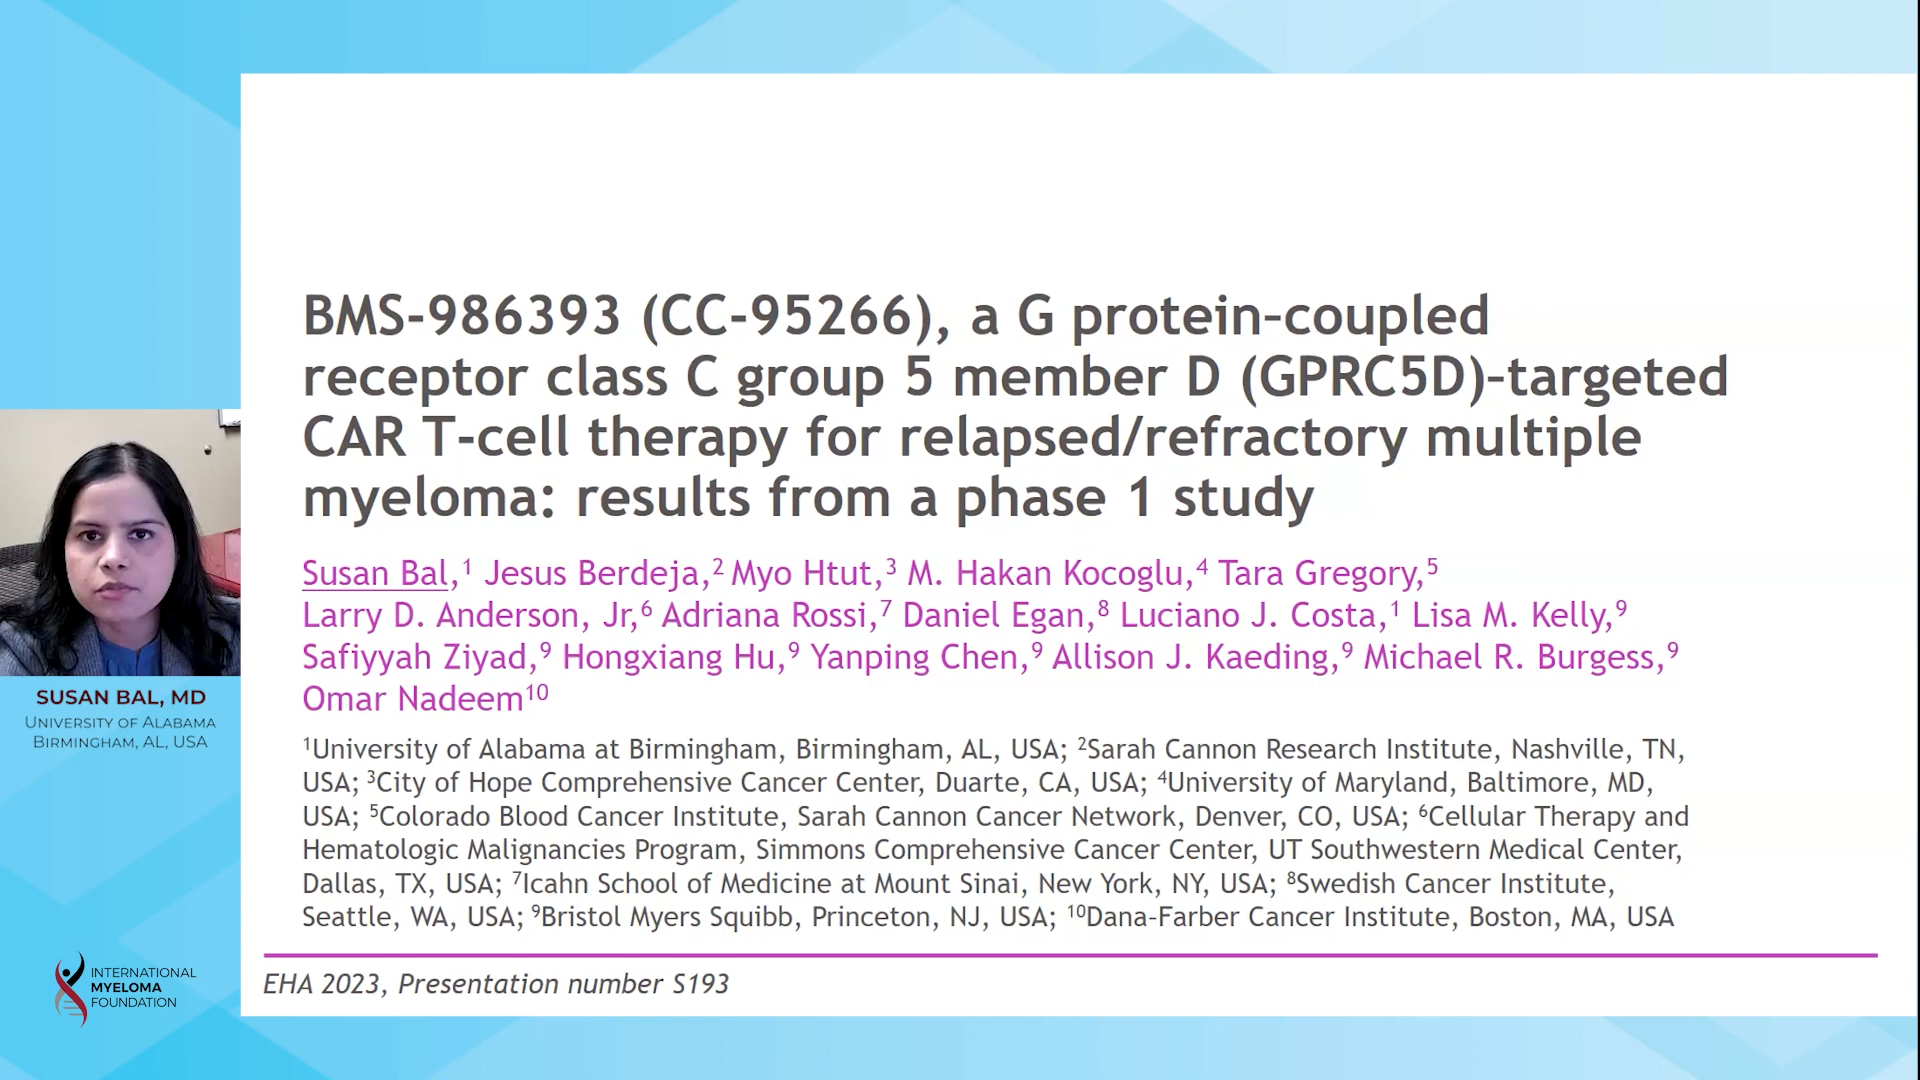 BMS-986393 (CC-95266), a G protein-coupled
receptor class C group 5 member D (GPRC5D)-targeted
CAR T-cell therapy for relapsed/refractory multiple
myeloma: results from a phase 1 study
Susan Bal,¹ Jesus Berdeja,² Myo Htut,³ M. Hakan Kocoglu,⁴ Tara Gregory,⁵
Larry D. Anderson, Jr,⁶ Adriana Rossi,⁷ Daniel Egan,⁸ Luciano J. Costa,¹ Lisa M. Kelly,⁹
Safiyyah Ziyad,⁹ Hongxiang Hu,⁹ Yanping Chen,⁹ Allison J. Kaeding,⁹ Michael R. Burgess,⁹
Omar Nadeem¹⁰
¹University of Alabama at Birmingham, Birmingham, AL, USA; ²Sarah Cannon Research Institute, Nashville, TN,
USA; ³City of Hope Comprehensive Cancer Center, Duarte, CA, USA; ⁴University of Maryland, Baltimore, MD,
USA; ⁵Colorado Blood Cancer Institute, Sarah Cannon Cancer Network, Denver, CO, USA; ⁶Cellular Therapy and
Hematologic Malignancies Program, Simmons Comprehensive Cancer Center, UT Southwestern Medical Center,
Dallas, TX, USA; ⁷Icahn School of Medicine at Mount Sinai, New York, NY, USA; ⁸Swedish Cancer Institute,
Seattle, WA, USA; ⁹Bristol Myers Squibb, Princeton, NJ, USA; ¹⁰Dana-Farber Cancer Institute, Boston, MA, USA
EHA 2023, Presentation number S193
SUSAN BAL, MD
UNIVERSITY OF ALABAMA
BIRMINGHAM, AL, USA
INTERNATIONAL
MYELOMA
FOUNDATION